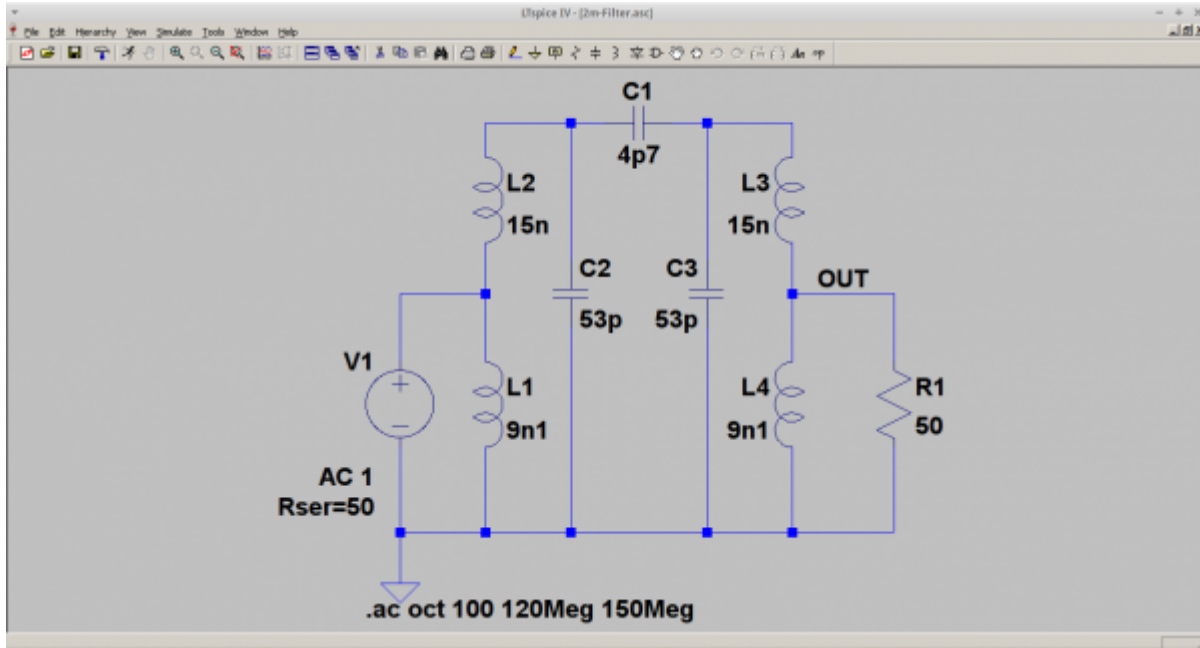 LTspice IV - [2m-Filter.asc]
File Edit Hierarchy View Simulate Tools Window Help
C1
4p7
L2
15n
L3
15n
C2
53p
C3
53p
OUT
V1
L1
9n1
L4
9n1
R1
50
AC 1
Rser=50
.ac oct 100 120Meg 150Meg